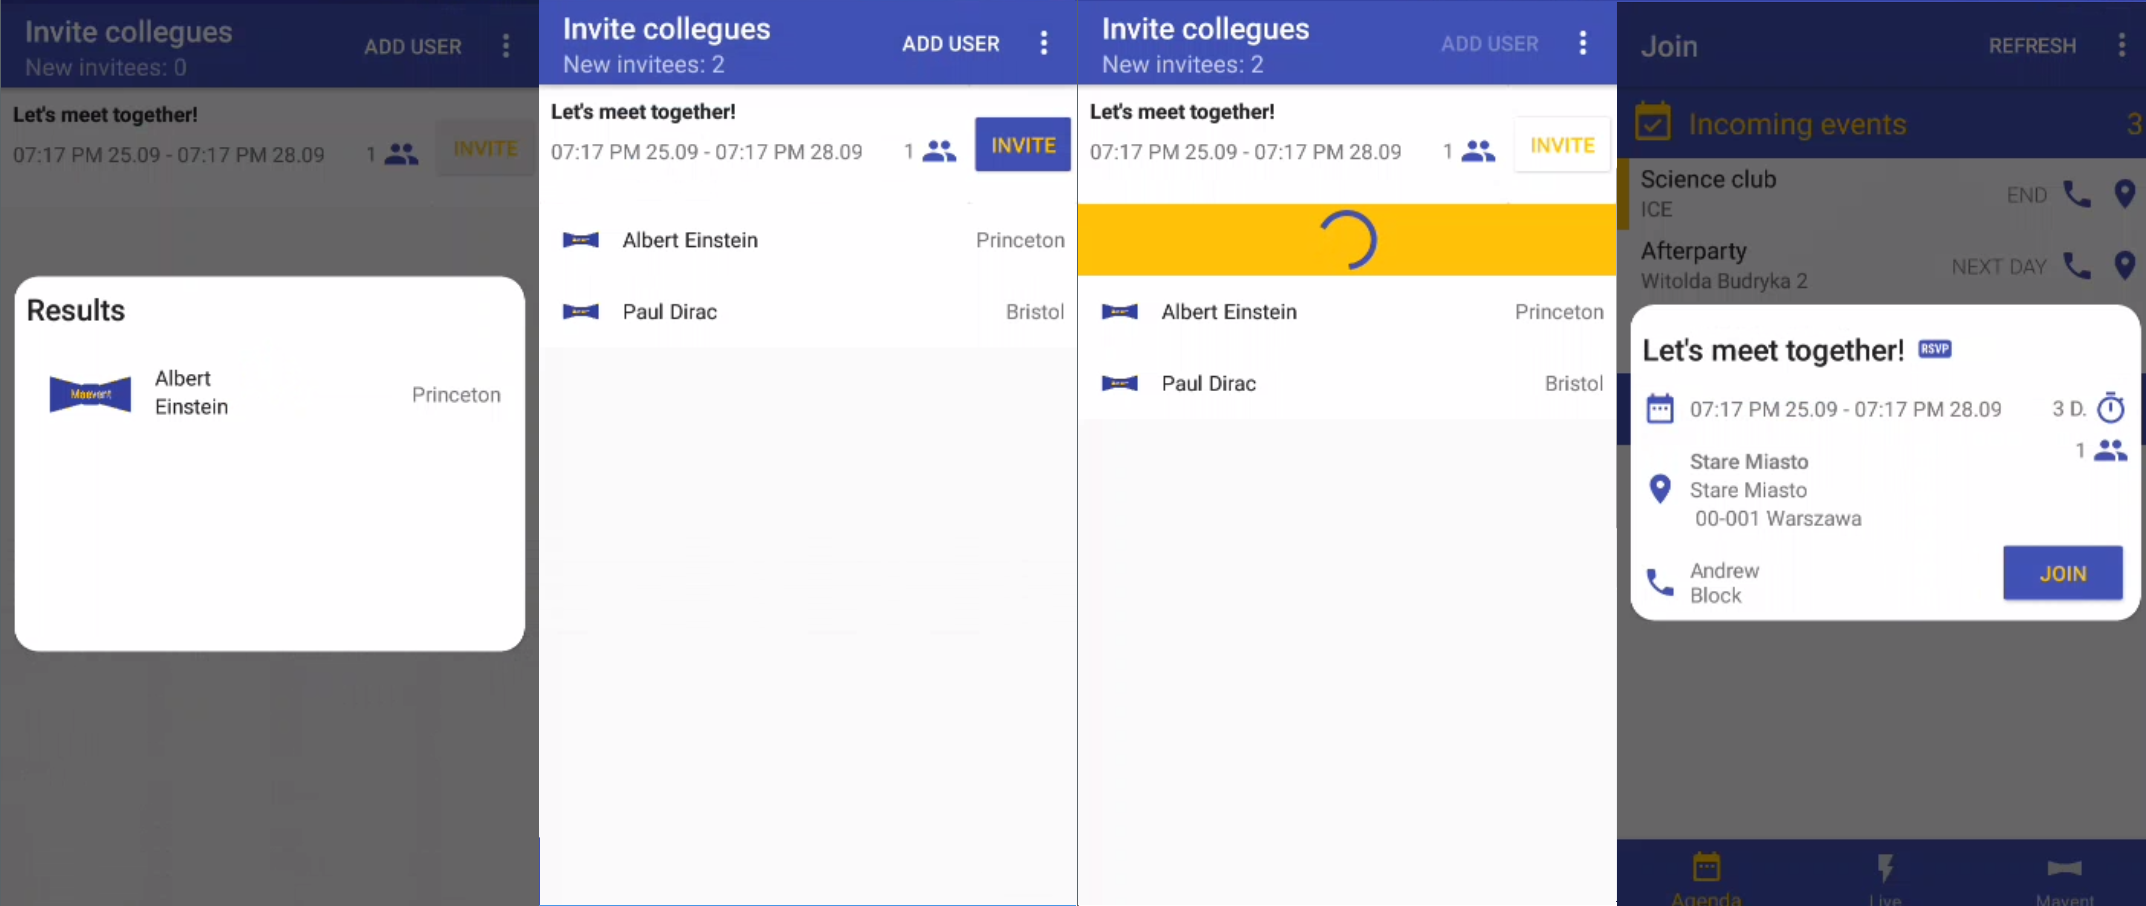 Invite collegues
New invitees: 0
ADD USER
Let's meet together!
07:17 PM 25.09 - 07:17 PM 28.09
1
INVITE
Results
Meevent
Albert
Einstein
Princeton
Invite collegues
New invitees: 2
ADD USER
Let's meet together!
07:17 PM 25.09 - 07:17 PM 28.09
1
INVITE
Albert Einstein
Princeton
Paul Dirac
Bristol
Invite collegues
New invitees: 2
ADD USER
Let's meet together!
07:17 PM 25.09 - 07:17 PM 28.09
1
INVITE
Albert Einstein
Princeton
Paul Dirac
Bristol
Join
REFRESH
Incoming events
3
Science club
ICE
END
Afterparty
Witolda Budryka 2
NEXT DAY
Let's meet together!
RSVP
07:17 PM 25.09 - 07:17 PM 28.09
3 D.
1
Stare Miasto
Stare Miasto
00-001 Warszawa
Andrew
Block
JOIN
Agenda
Live